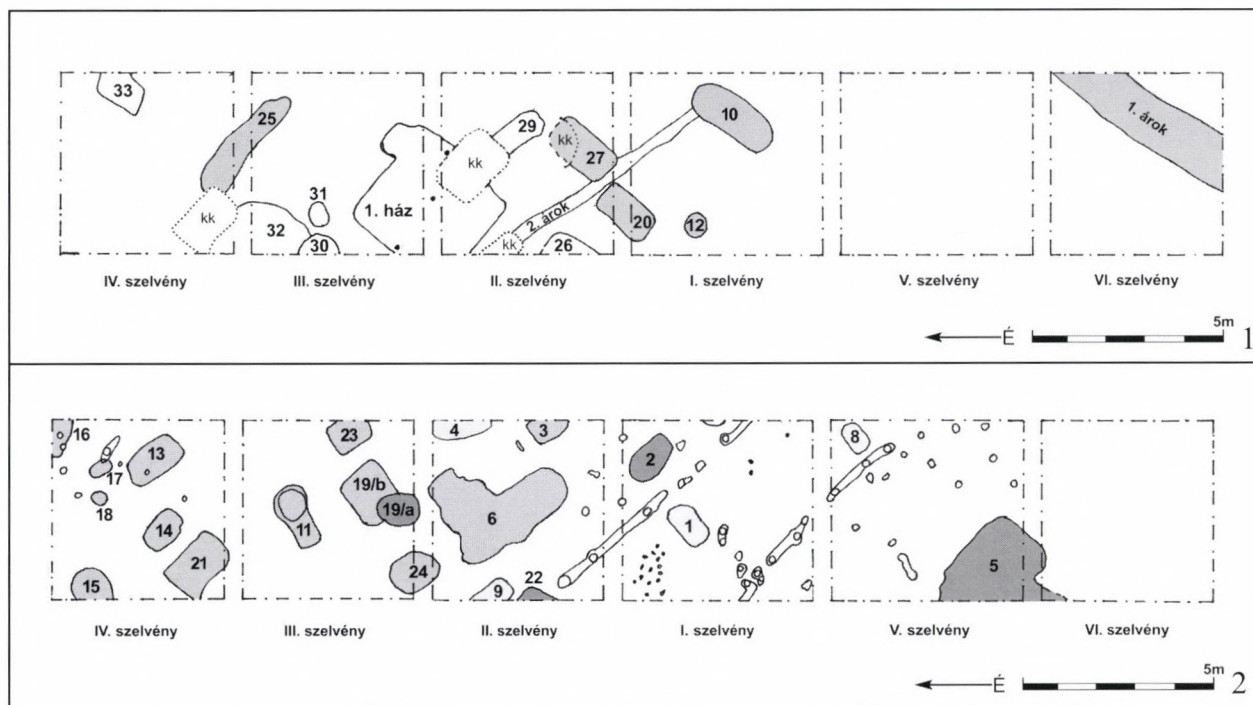 33
25
29
kk
27
10
1. árok
kk
31
1. ház
2. árok
kk
32
30
kk
26
20
12
IV. szelvény
III. szelvény
II. szelvény
I. szelvény
V. szelvény
VI. szelvény
É
5m
1
16
13
17
18
14
21
15
23
19/b
19/a
11
24
4
3
6
22
9
2
1
8
5
IV. szelvény
III. szelvény
II. szelvény
I. szelvény
V. szelvény
VI. szelvény
É
5m
2